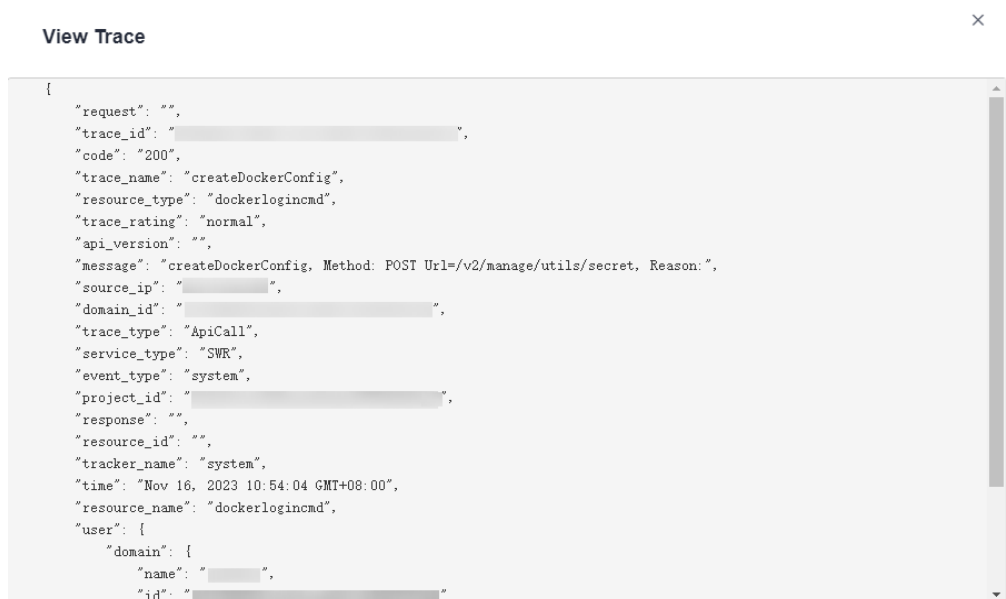 View Trace
×
{
"request": "",
"trace_id": "",
"code": "200",
"trace_name": "createDockerConfig",
"resource_type": "dockerlogincmd",
"trace_rating": "normal",
"api_version": "",
"message": "createDockerConfig, Method: POST Url=/v2/manage/utils/secret, Reason:",
"source_ip": "",
"domain_id": "",
"trace_type": "ApiCall",
"service_type": "SWR",
"event_type": "system",
"project_id": "",
"response": "",
"resource_id": "",
"tracker_name": "system",
"time": "Nov 16, 2023 10:54:04 GMT+08:00",
"resource_name": "dockerlogincmd",
"user": {
"domain": {
"name": "",
"id": ""